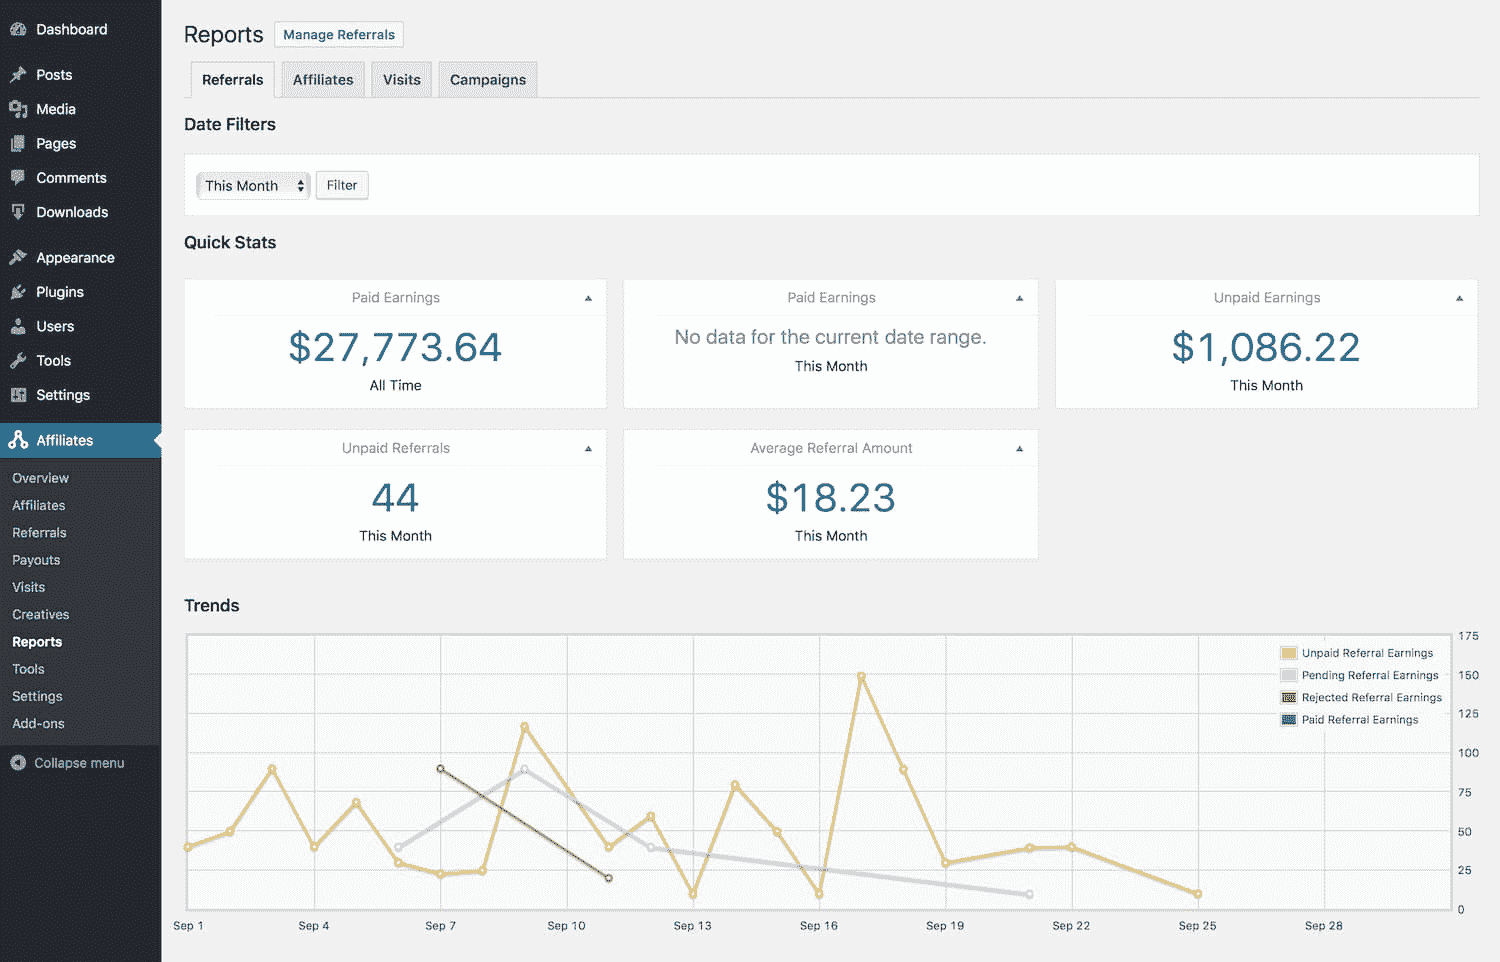 Dashboard
Posts
Media
Pages
Comments
Downloads
Appearance
Plugins
Users
Tools
Settings
Affiliates
Overview
Affiliates
Referrals
Payouts
Visits
Creatives
Reports
Tools
Settings
Add-ons
Collapse menu
Reports Manage Referrals
Referrals Affiliates Visits Campaigns
Date Filters
This Month Filter
Quick Stats
Paid Earnings
$27,773.64
All Time
Paid Earnings
No data for the current date range.
This Month
Unpaid Earnings
$1,086.22
This Month
Unpaid Referrals
44
This Month
Average Referral Amount
$18.23
This Month
Trends
Unpaid Referral Earnings
Pending Referral Earnings
Rejected Referral Earnings
Paid Referral Earnings
175
150
125
100
75
50
25
0
Sep 1 Sep 4 Sep 7 Sep 10 Sep 13 Sep 16 Sep 19 Sep 22 Sep 25 Sep 28